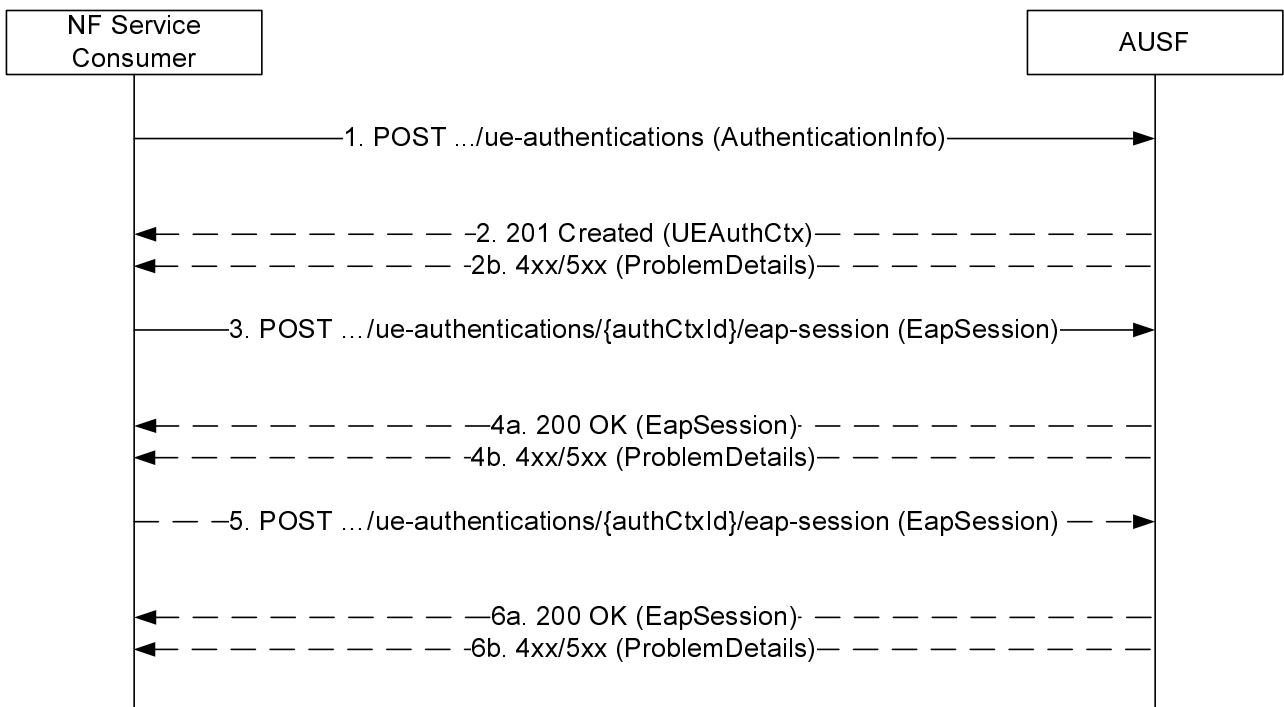 NF Service
Consumer
AUSF
1. POST .../ue-authentications (AuthenticationInfo)
2. 201 Created (UEAuthCtx)
2b. 4xx/5xx (ProblemDetails)
3. POST .../ue-authentications/{authCtxId}/eap-session (EapSession)
4a. 200 OK (EapSession)
4b. 4xx/5xx (ProblemDetails)
5. POST .../ue-authentications/{authCtxId}/eap-session (EapSession)
6a. 200 OK (EapSession)
6b. 4xx/5xx (ProblemDetails)